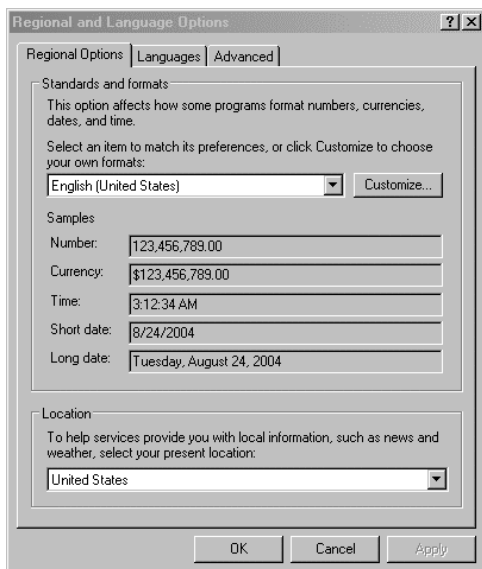 Regional and Language Options
Regional Options
Languages
Advanced
Standards and formats
This option affects how some programs format numbers, currencies,
dates, and time.
Select an item to match its preferences, or click Customize to choose
your own formats:
English (United States)
Customize...
Samples
Number:
123,456,789.00
Currency:
$123,456,789.00
Time:
3:12:34 AM
Short date:
8/24/2004
Long date:
Tuesday, August 24, 2004
Location
To help services provide you with local information, such as news and
weather, select your present location:
United States
OK
Cancel
Apply